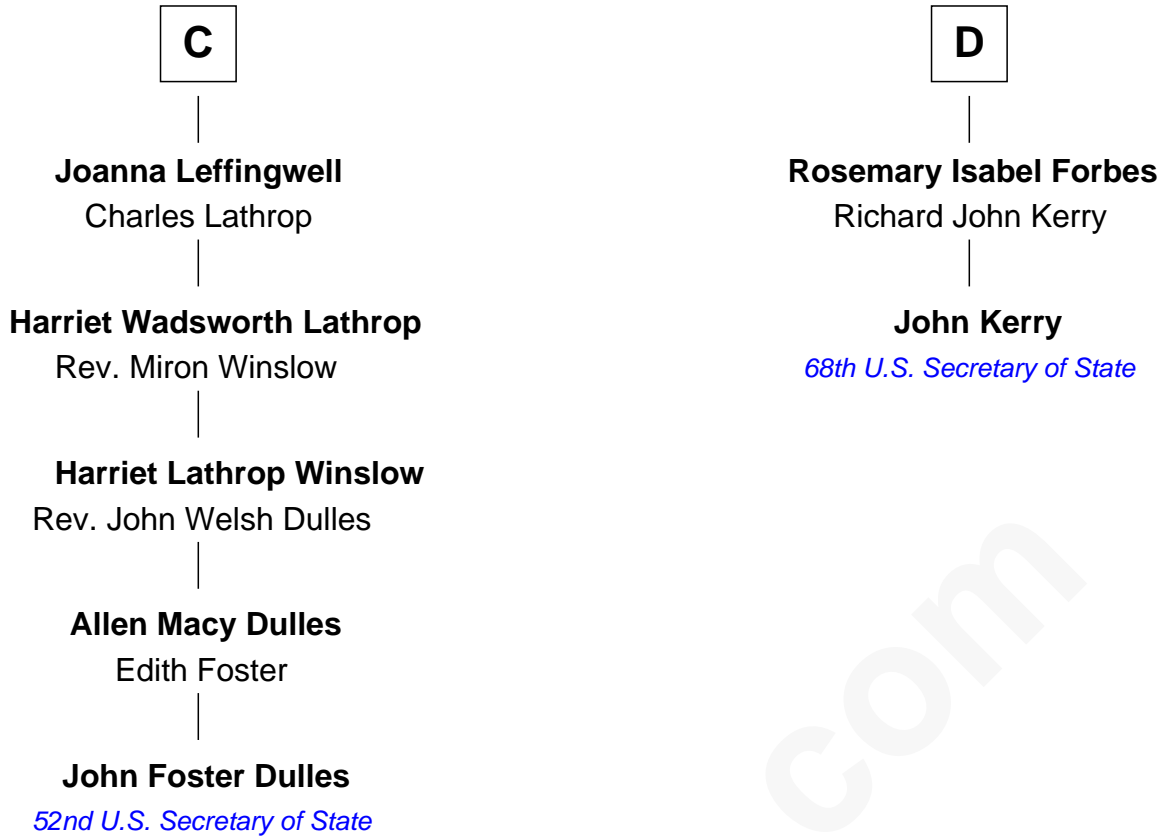 C
Joanna Leffingwell
Charles Lathrop
Harriet Wadsworth Lathrop
Rev. Miron Winslow
Harriet Lathrop Winslow
Rev. John Welsh Dulles
Allen Macy Dulles
Edith Foster
John Foster Dulles
52nd U.S. Secretary of State
D
Rosemary Isabel Forbes
Richard John Kerry
John Kerry
68th U.S. Secretary of State
com